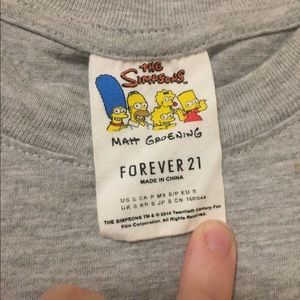 THE
SIMPSONS
MATT GROENING
FOREVER 21
MADE IN CHINA
US S CA P MX S/P EU S
UK S KR S JP S CN 160/84A
THE SIMPSONS TM & © 2014 Twentieth Century Fox
Film Corporation. All Rights Reserved.